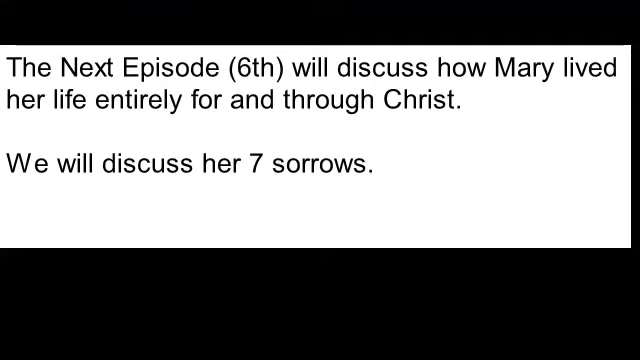 The Next Episode (6th) will discuss how Mary lived
her life entirely for and through Christ.
We will discuss her 7 sorrows.